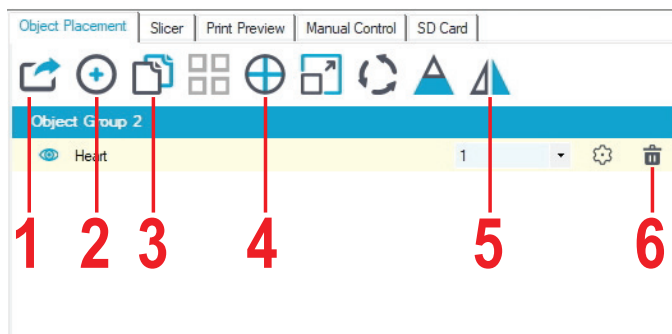 Object Placement Slicer Print Preview Manual Control SD Card
Object Group 2
Heart 1
1 2 3 4 5 6